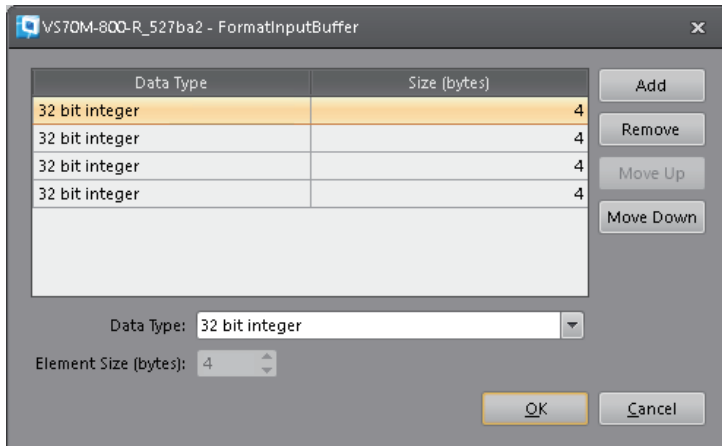 VS70M-800-R_527ba2 - FormatInputBuffer
Data Type Size (bytes) Add
32 bit integer 4
32 bit integer 4 Remove
32 bit integer 4 Move Up
32 bit integer 4
Move Down
Data Type: 32 bit integer
Element Size (bytes): 4
OK Cancel